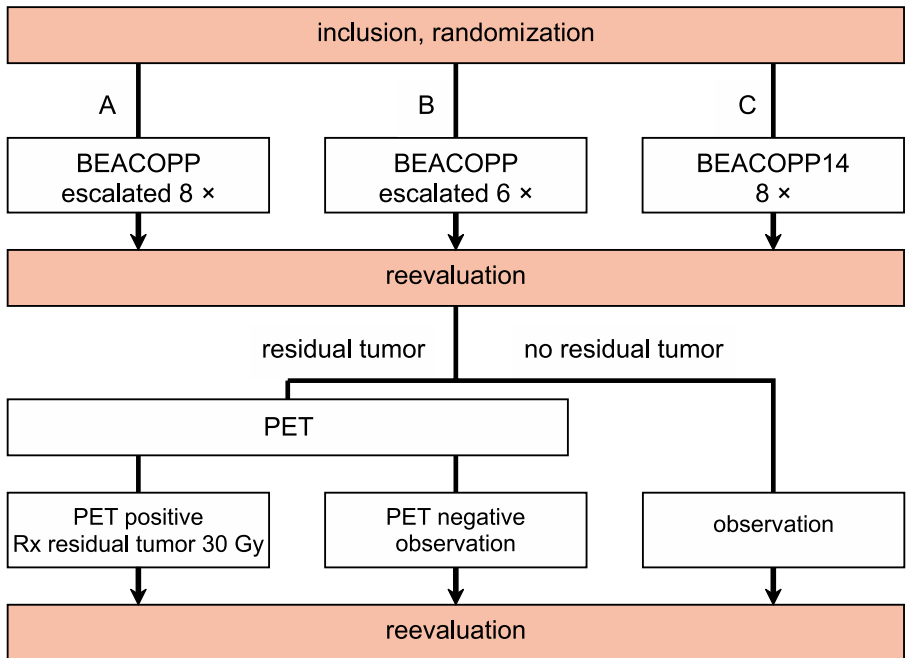 inclusion, randomization
A
B
C
BEACOPP
escalated 8 ×
BEACOPP
escalated 6 ×
BEACOPP14
8 ×
reevaluation
residual tumor
no residual tumor
PET
PET positive
Rx residual tumor 30 Gy
PET negative
observation
observation
reevaluation